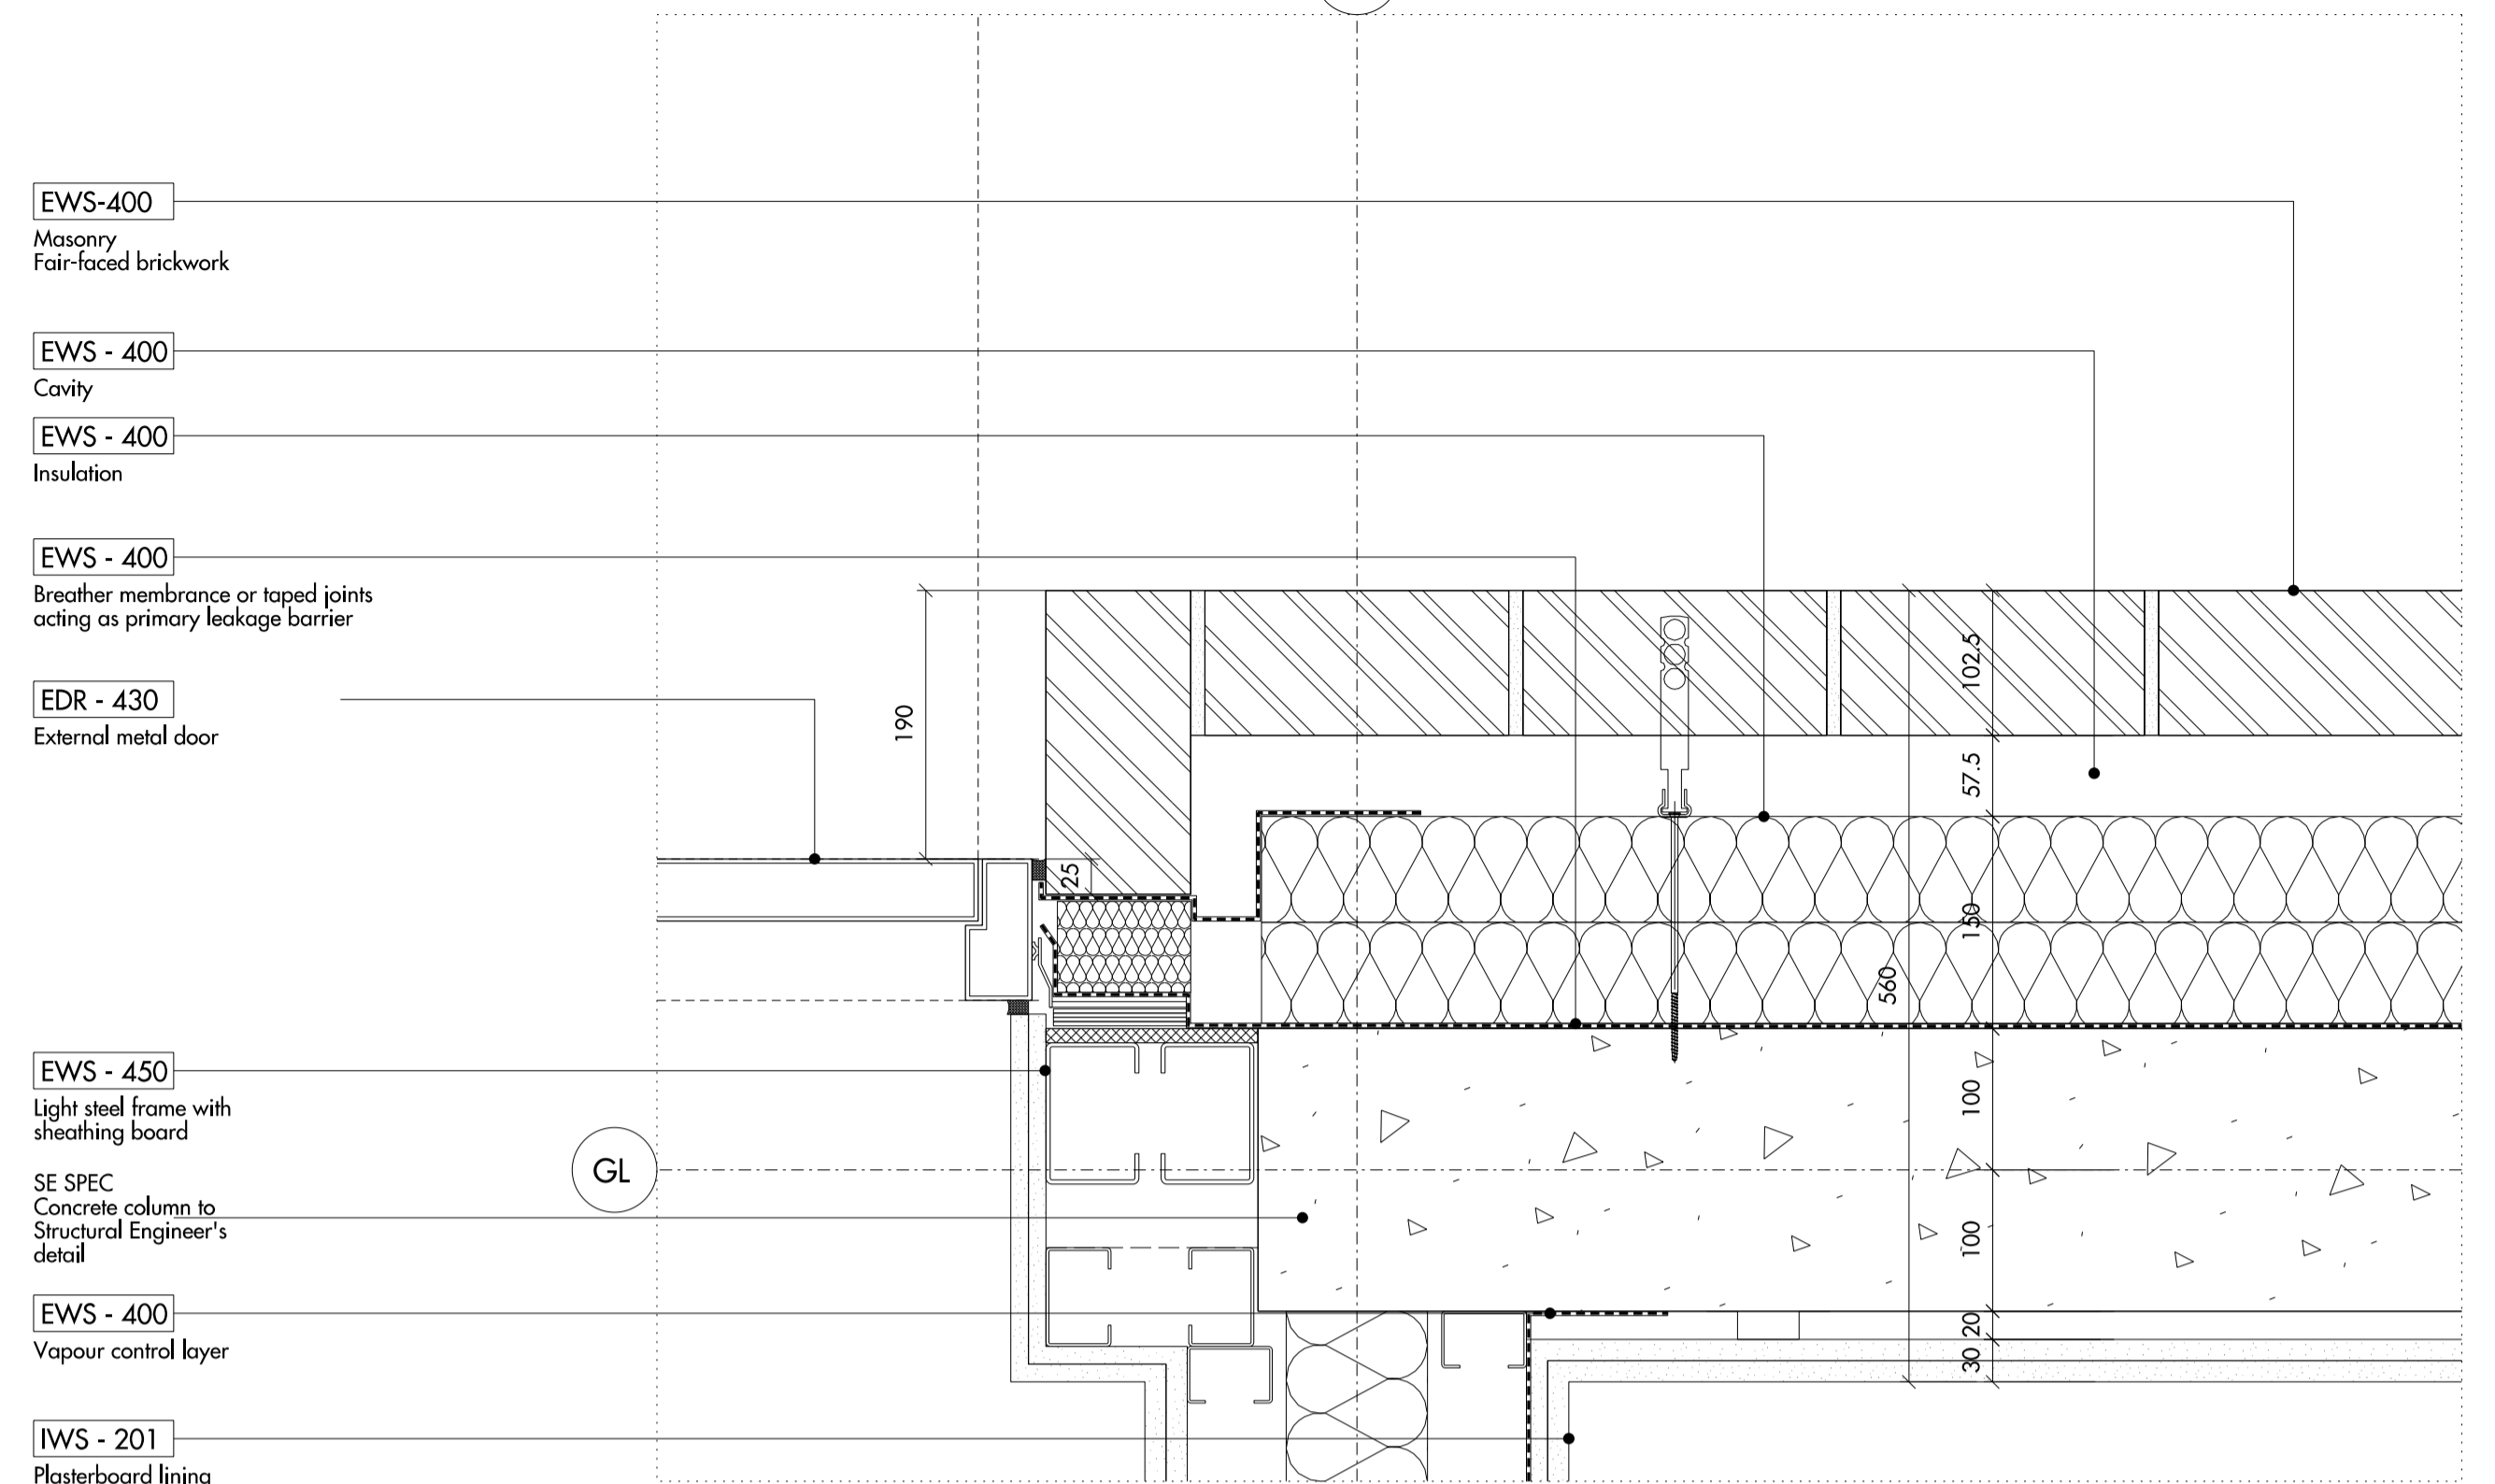 EWS-400
Masonry
Fair-faced brickwork
EWS - 400
Cavity
EWS - 400
Insulation
EWS - 400
Breather membrance or taped joints
acting as primary leakage barrier
EDR - 430
External metal door
EWS - 450
Light steel frame with
sheathing board
SE SPEC
Concrete column to
Structural Engineer's
detail
EWS - 400
Vapour control layer
IWS - 201
Plasterboard lining
GL
190
25
102.5
57.5
150
560
100
100
20
30